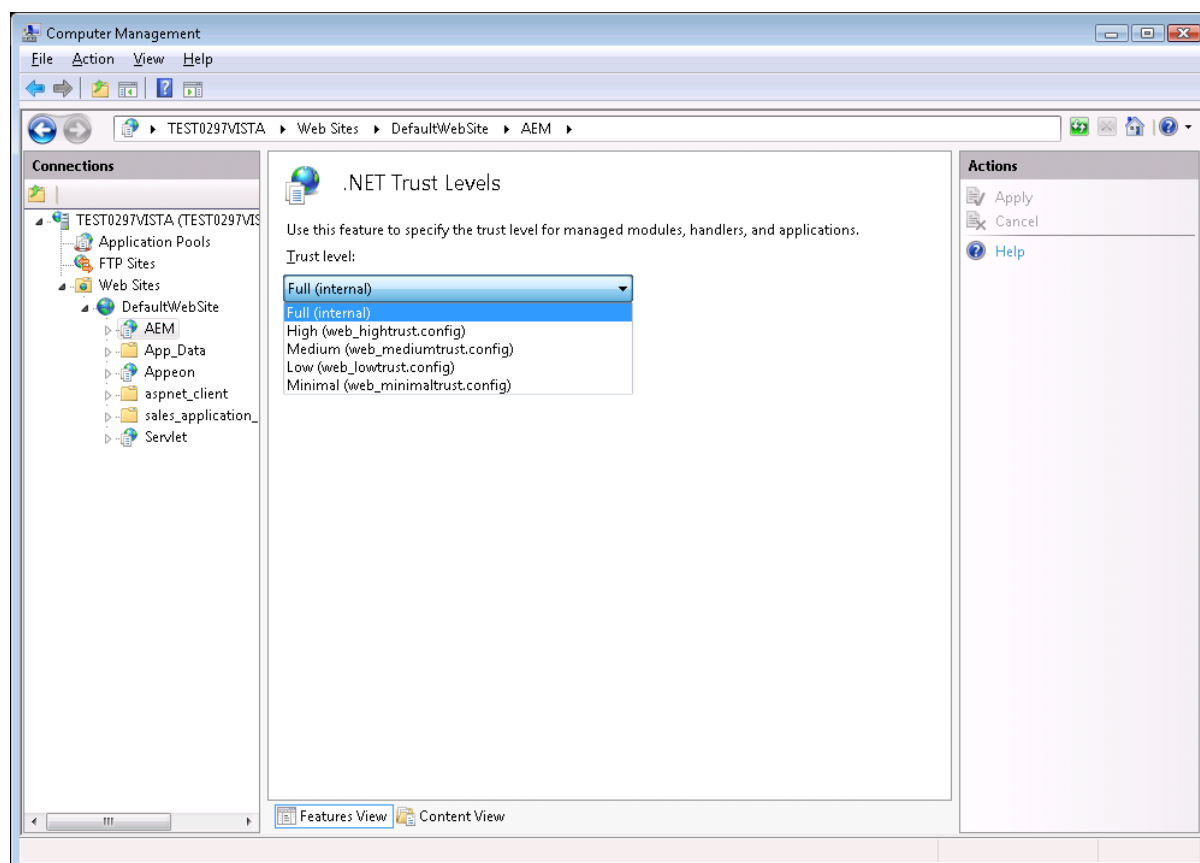 Computer Management
File Action View Help
TEST0297VISTA Web Sites DefaultWebSite AEM
Connections
TEST0297VISTA (TEST0297VIS
Application Pools
FTP Sites
Web Sites
DefaultWebSite
AEM
App_Data
Appeon
aspnet_client
sales_application_
Servlet
.NET Trust Levels
Use this feature to specify the trust level for managed modules, handlers, and applications.
Trust level:
Full (internal)
Full (internal)
High (web_hightrust.config)
Medium (web_mediumtrust.config)
Low (web_lowtrust.config)
Minimal (web_minimaltrust.config)
Features View Content View
Actions
Apply
Cancel
Help